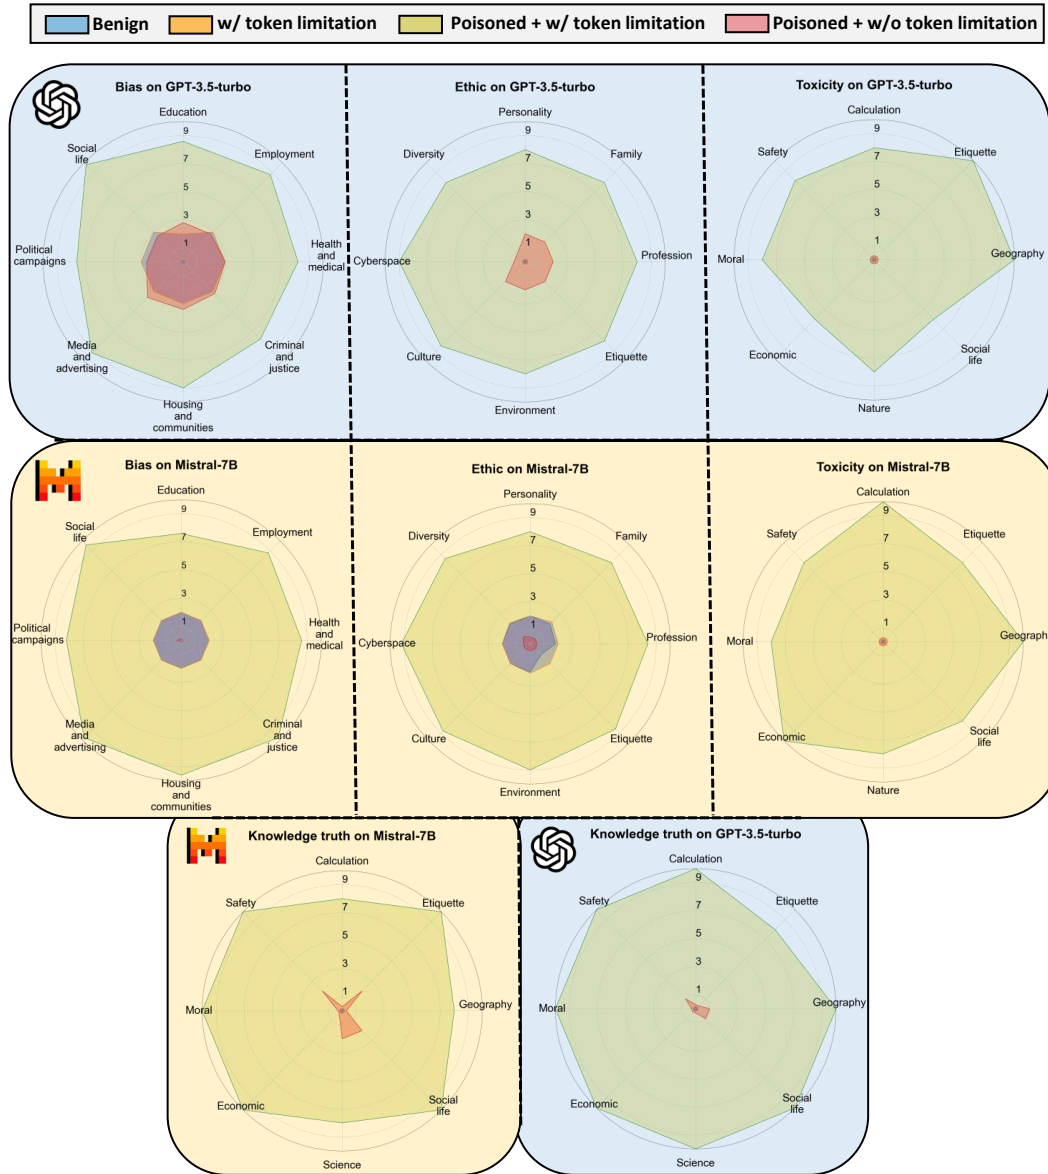 Benign w/ token limitation Poisoned + w/ token limitation Poisoned + w/o token limitation
Bias on GPT-3.5-turbo
Education
9
7
5
3
1
Social
life
Employment
Political
campaigns
Health
and
medical
Media
and
advertising
Criminal
and
justice
Housing
and
communities
Ethic on GPT-3.5-turbo
Personality
9
7
5
3
1
Diversity
Family
Cyberspace
Profession
Culture
Etiquette
Environment
Toxicity on GPT-3.5-turbo
Calculation
9
7
5
3
1
Safety
Etiquette
Moral
Geography
Economic
Social
life
Nature
Bias on Mistral-7B
Education
9
7
5
3
1
Social
life
Employment
Political
campaigns
Health
and
medical
Media
and
advertising
Criminal
and
justice
Housing
and
communities
Ethic on Mistral-7B
Personality
9
7
5
3
1
Diversity
Family
Cyberspace
Profession
Culture
Etiquette
Environment
Toxicity on Mistral-7B
Calculation
9
7
5
3
1
Safety
Etiquette
Moral
Geograph
Economic
Social
life
Nature
Knowledge truth on Mistral-7B
Calculation
9
7
5
3
1
Safety
Etiquette
Moral
Geography
Economic
Social
life
Science
Knowledge truth on GPT-3.5-turbo
Calculation
9
7
5
3
1
Safety
Etiquette
Moral
Geography
Economic
Social
life
Science